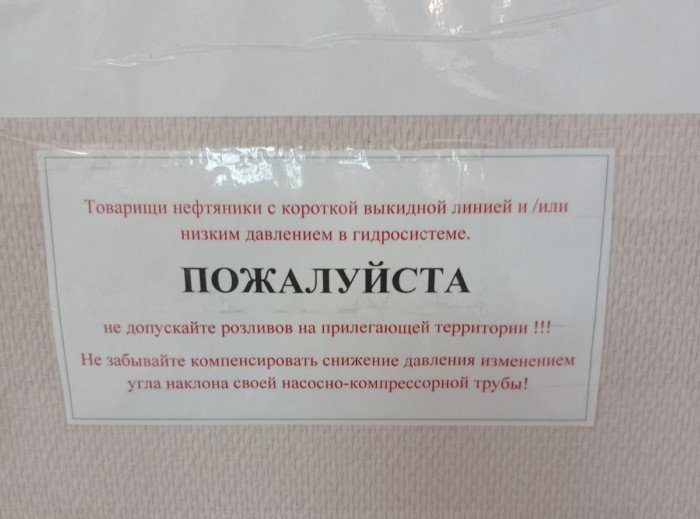 Товарищи нефтяники с короткой выкидной линией и /или
низким давлением в гидросистеме.
ПОЖАЛУЙСТА
не допускайте розливов на прилегающей территории !!!
Не забывайте компенсировать снижение давления изменением
угла наклона своей насосно-компрессорной трубы!